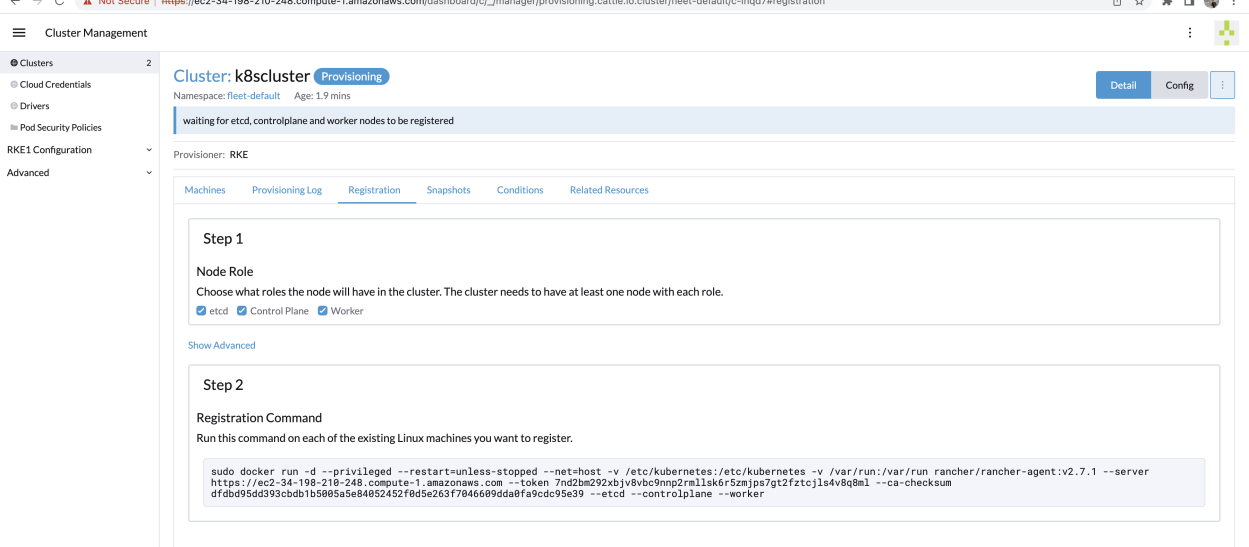 Not Secure | https://ec2-34-198-210-248.compute-1.amazonaws.com/dashboard/c/_/manager/provisioning.cattle.io.cluster/fleet-default/c-lnqd7#registration
Cluster Management
Clusters 2
Cloud Credentials
Drivers
Pod Security Policies
RKE1 Configuration
Advanced
Cluster: k8scluster Provisioning
Namespace: fleet-default Age: 1.9 mins
Detail Config
waiting for etcd, controlplane and worker nodes to be registered
Provisioner: RKE
Machines Provisioning Log Registration Snapshots Conditions Related Resources
Step 1
Node Role
Choose what roles the node will have in the cluster. The cluster needs to have at least one node with each role.
etcd Control Plane Worker
Show Advanced
Step 2
Registration Command
Run this command on each of the existing Linux machines you want to register.
sudo docker run -d --privileged --restart=unless-stopped --net=host -v /etc/kubernetes:/etc/kubernetes -v /var/run:/var/run rancher/rancher-agent:v2.7.1 --server
https://ec2-34-198-210-248.compute-1.amazonaws.com --token 7nd2bm292xbjv8vbc9nnp2rmllsk6r5zmjps7gt2fztcjls4v8q8ml --ca-checksum
dfdbd95dd393cbdb1b5005a5e84052452f0d5e263f7046609dda0fa9cdc95e39 --etcd --controlplane --worker